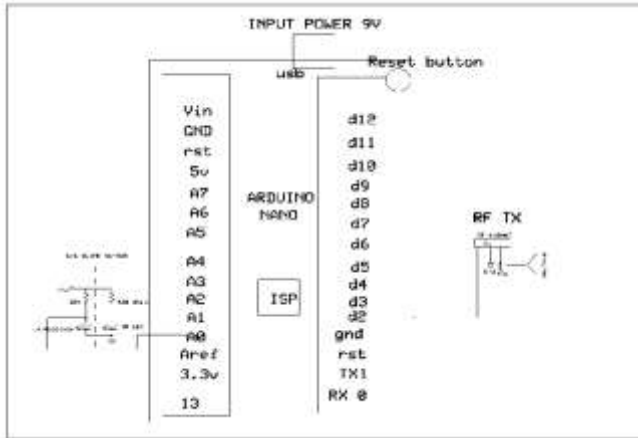 INPUT POWER 9V
usb
Reset button
Vin
GND
rst
5v
A7
A6
A5
A4
A3
A2
A1
A0
Aref
3.3v
13
ARDUINO
NANO
ISP
d12
d11
d10
d9
d8
d7
d6
d5
d4
d3
d2
gnd
rst
TX1
RX 0
RF TX